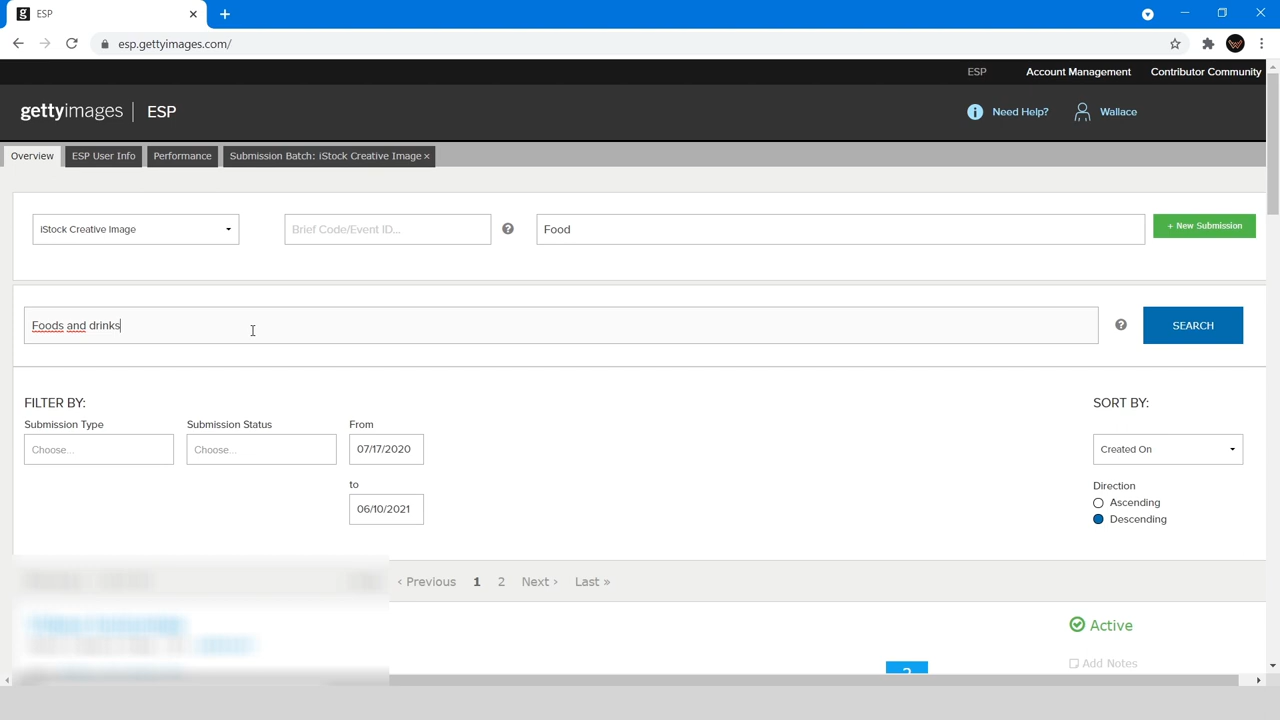 ESP
esp.gettyimages.com/
ESP Account Management Contributor Community
gettyimages ESP Need Help? Wallace
Overview ESP User Info Performance Submission Batch: iStock Creative Image ×
iStock Creative Image Brief Code/Event ID... Food + New Submission
Foods and drinks SEARCH
FILTER BY: SORT BY:
Submission Type Submission Status From
Choose... Choose... 07/17/2020 Created On
to Direction
Ascending
06/10/2021 Descending
‹ Previous 1 2 Next › Last »
Active
Add Notes